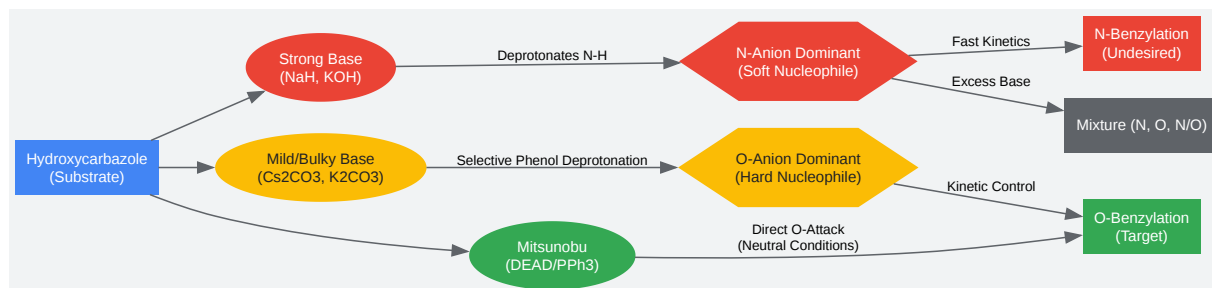 Hydroxycarbazole
(Substrate)
Strong Base
(NaH, KOH)
Deprotonates N-H
N-Anion Dominant
(Soft Nucleophile)
Fast Kinetics
N-Benzylation
(Undesired)
Excess Base
Mixture (N, O, N/O)
Mild/Bulky Base
(Cs2CO3, K2CO3)
Selective Phenol Deprotonation
O-Anion Dominant
(Hard Nucleophile)
Kinetic Control
O-Benzylation
(Target)
Mitsunobu
(DEAD/PPh3)
Direct O-Attack
(Neutral Conditions)